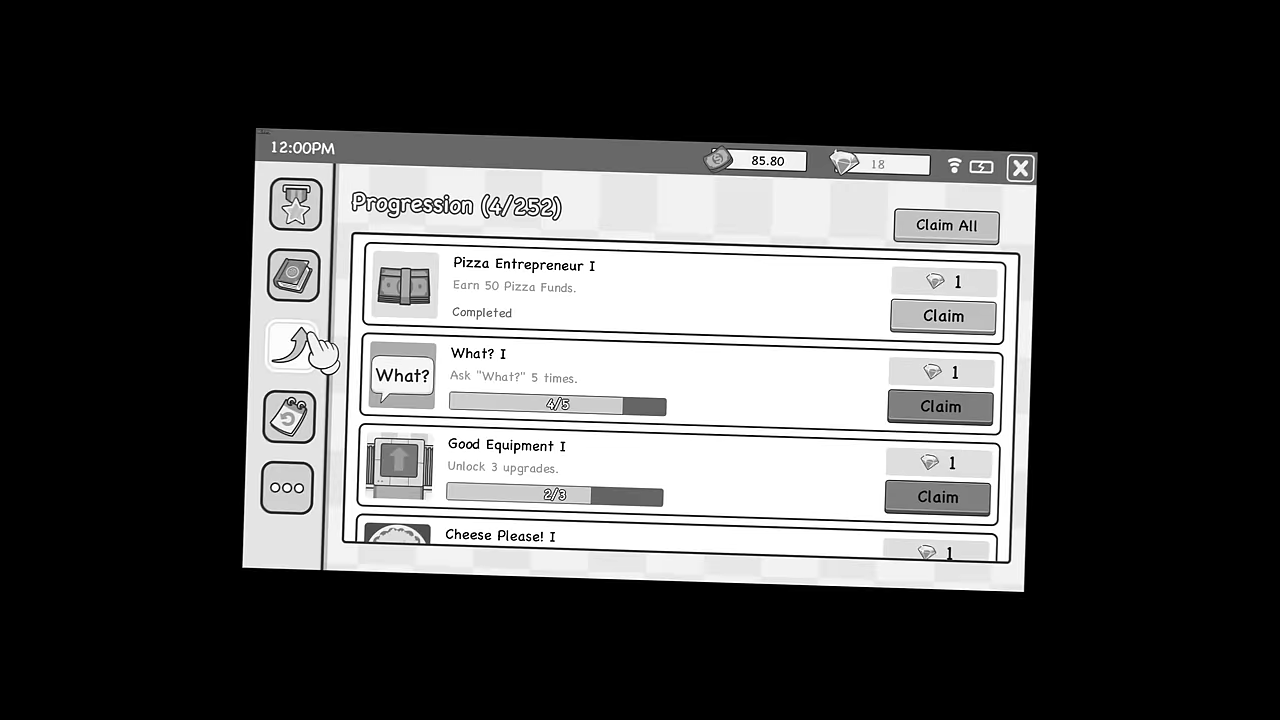 12:00PM
85.80
18
Progression (4/252)
Claim All
Pizza Entrepreneur I
Earn 50 Pizza Funds.
Completed
1
Claim
What?
What? I
Ask "What?" 5 times.
4/5
1
Claim
Good Equipment I
Unlock 3 upgrades.
2/3
1
Claim
Cheese Please! I
1